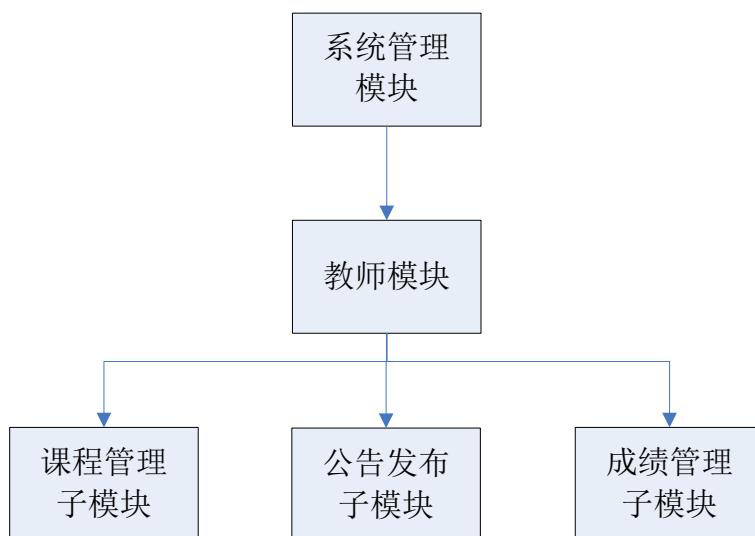 系统管理
模块
教师模块
课程管理
子模块
公告发布
子模块
成绩管理
子模块